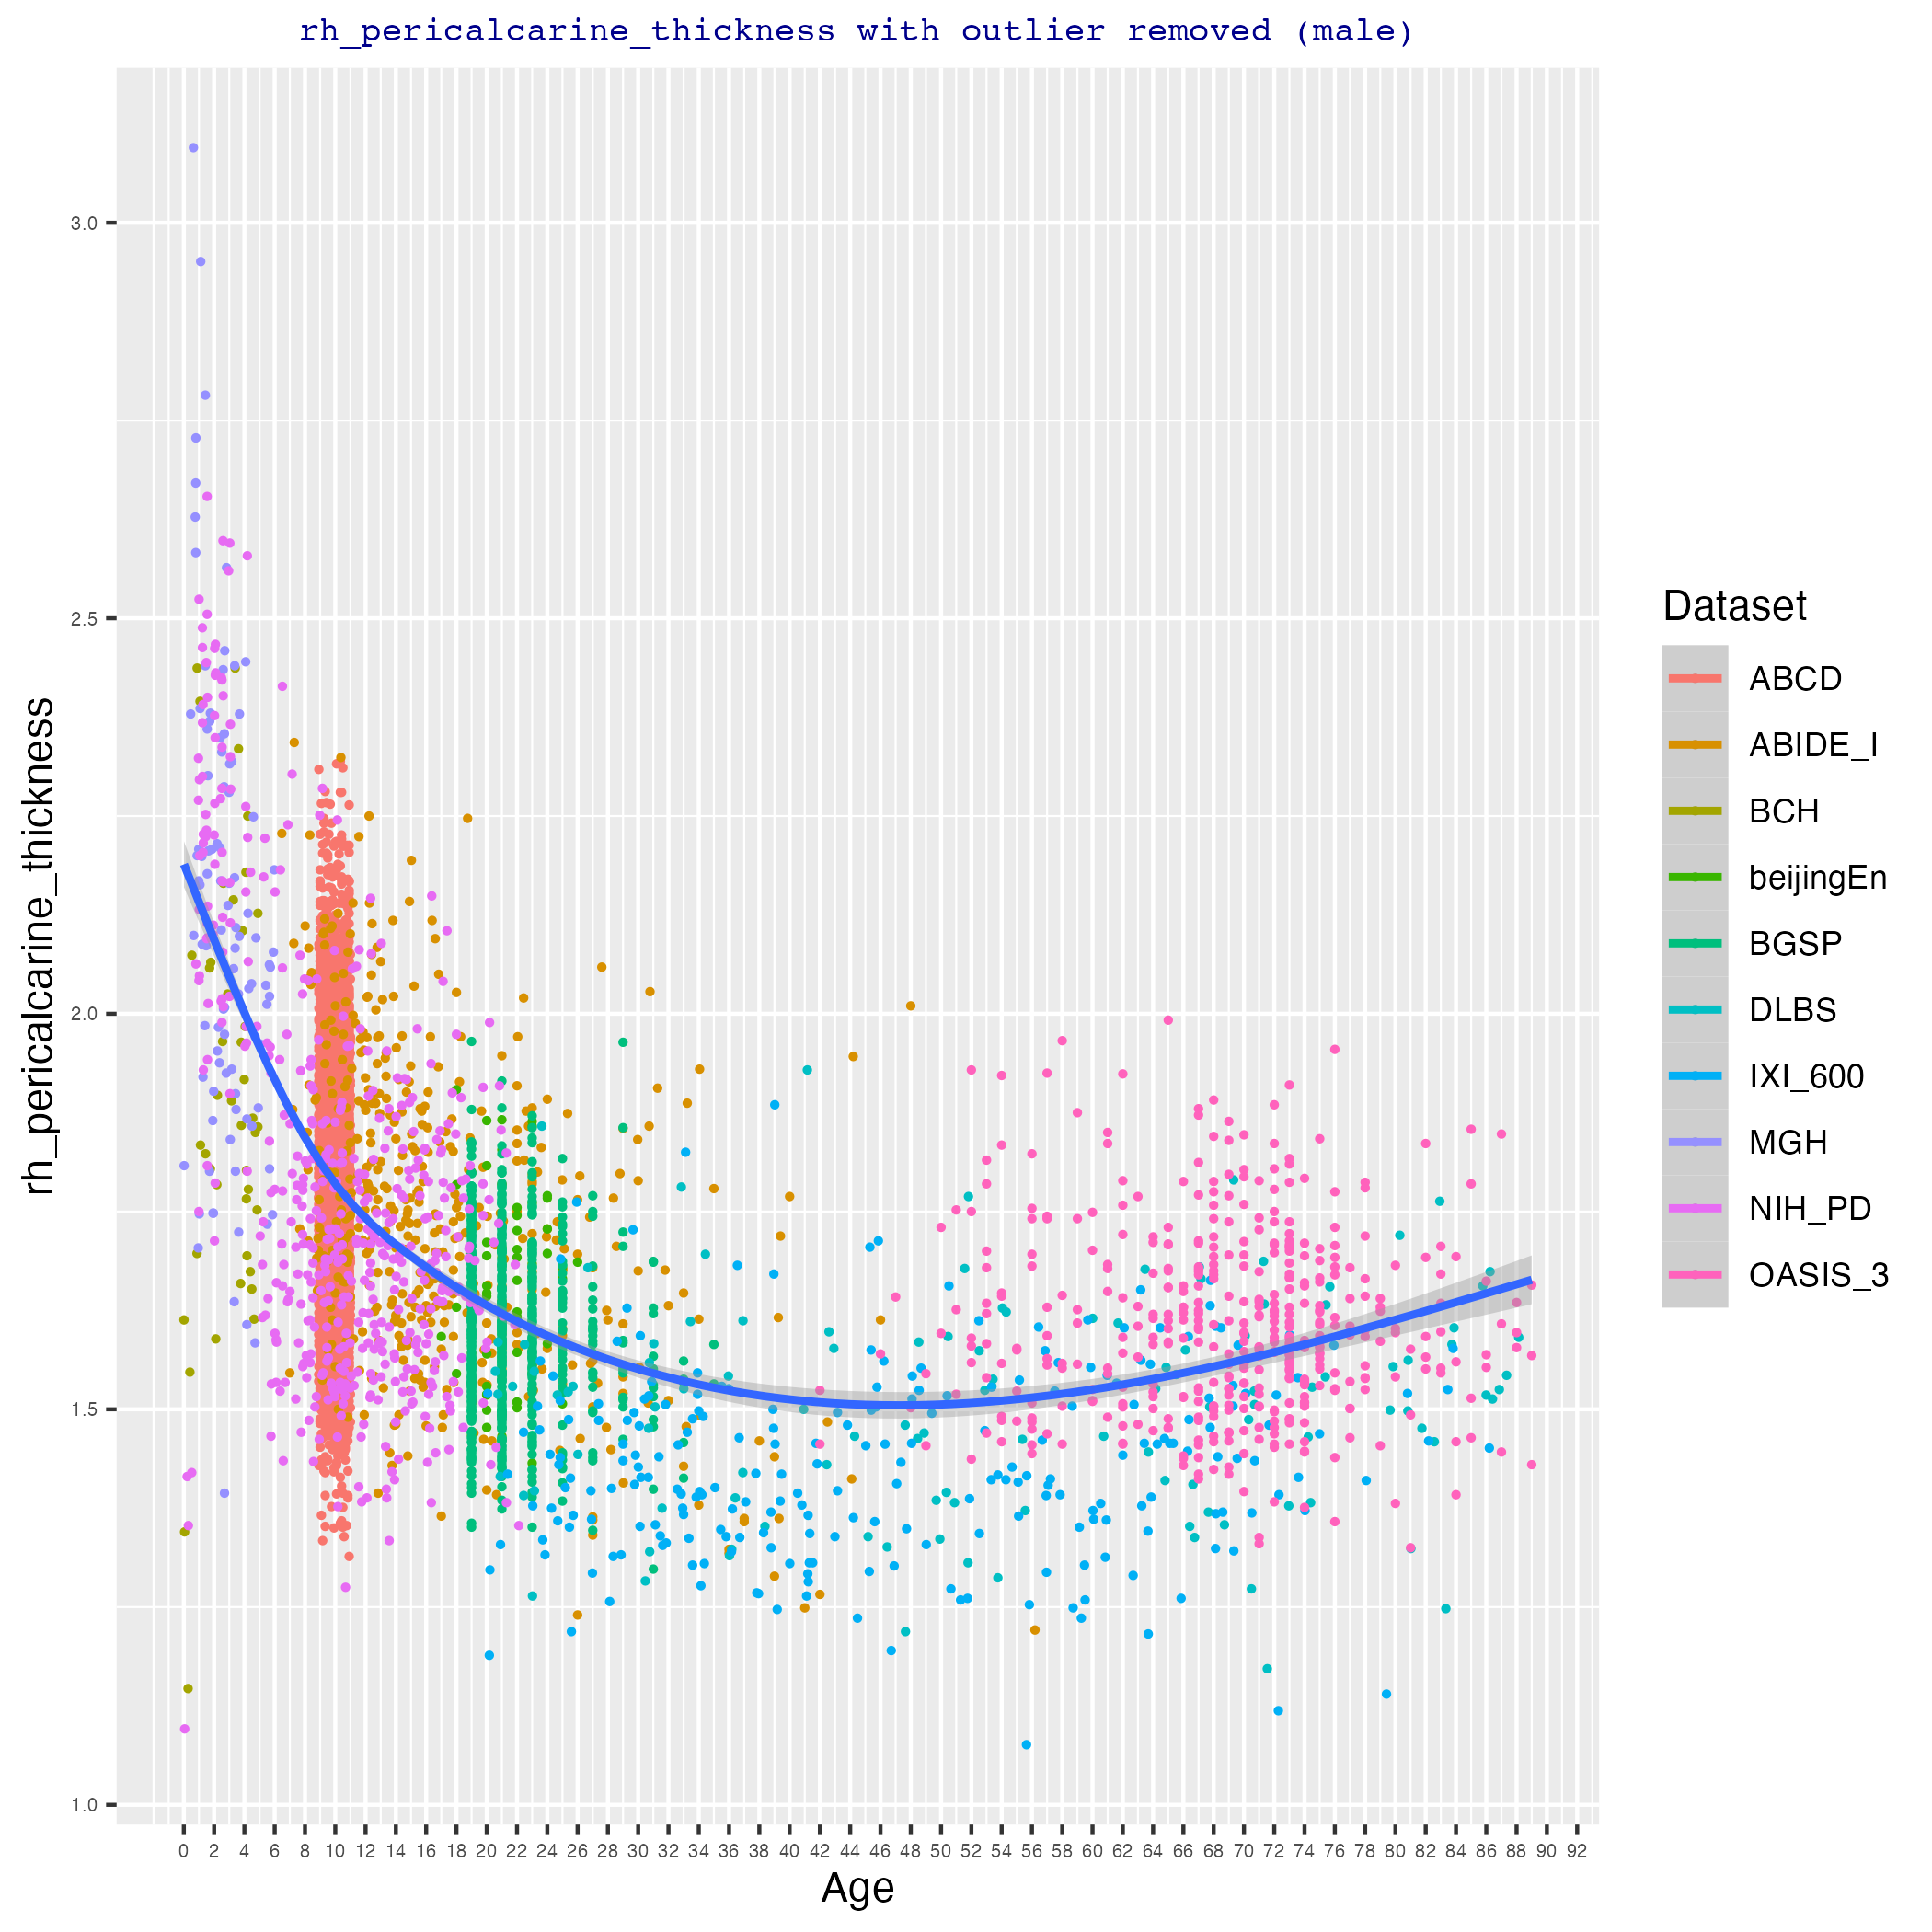 rh_pericalcarine_thickness with outlier removed (male)
rh_pericalcarine_thickness
3.0
2.5
2.0
1.5
1.0
0 2 4 6 8 10 12 14 16 18 20 22 24 26 28 30 32 34 36 38 40 42 44 46 48 50 52 54 56 58 60 62 64 66 68 70 72 74 76 78 80 82 84 86 88 90 92
Age
Dataset
ABCD
ABIDE_I
BCH
beijingEn
BGSP
DLBS
IXI_600
MGH
NIH_PD
OASIS_3